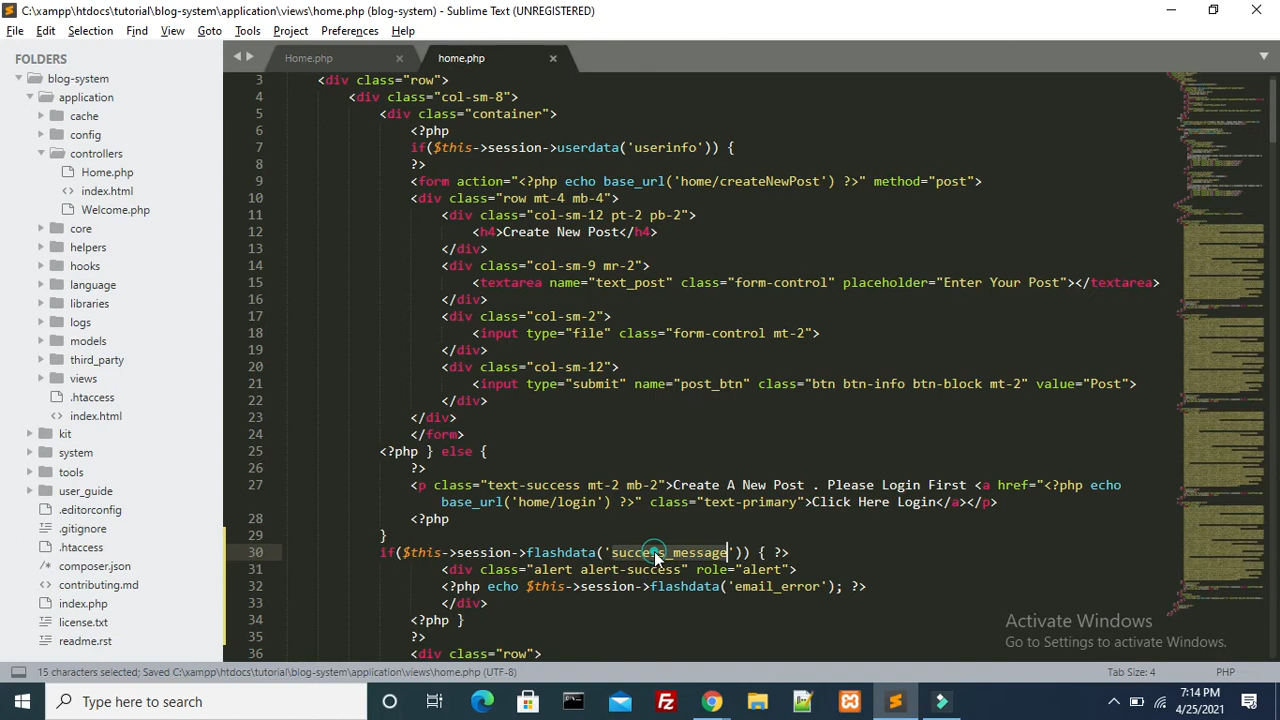 C:\xampp\htdocs\tutorial\blog-system\application\views\home.php (blog-system) - Sublime Text (UNREGISTERED)
File Edit Selection Find View Goto Tools Project Preferences Help
FOLDERS
blog-system
application
cache
config
controllers
Home.php
index.html
Welcome.php
core
helpers
hooks
language
libraries
logs
models
third_party
views
.htaccess
index.html
kit
system
tools
user_guide
.editorconfig
.gitignore
.htaccess
composer.json
contributing.md
index.php
license.txt
readme.rst
Home.php home.php
3 <div class="row">
4 <div class="col-sm-8">
5 <div class="container">
6 <?php
7 if($this->session->userdata('userinfo')) {
8 ?>
9 <form action="<?php echo base_url('home/createNewPost') ?>" method="post">
10 <div class="row mt-4 mb-4">
11 <div class="col-sm-12 pt-2 pb-2">
12 <h4>Create New Post</h4>
13 </div>
14 <div class="col-sm-9 mr-2">
15 <textarea name="text_post" class="form-control" placeholder="Enter Your Post"></textarea>
16 </div>
17 <div class="col-sm-2">
18 <input type="file" class="form-control mt-2">
19 </div>
20 <div class="col-sm-12">
21 <input type="submit" name="post_btn" class="btn btn-info btn-block mt-2" value="Post">
22 </div>
23 </div>
24 </form>
25 <?php } else {
26 ?>
27 <p class="text-success mt-2 mb-2">Create A New Post . Please Login First <a href="<?php echo
base_url('home/login') ?>" class="text-primary">Click Here Login</a></p>
28 <?php
29 }
30 if($this->session->flashdata('success_message')) { ?>
31 <div class="alert alert-success" role="alert">
32 <?php echo $this->session->flashdata('email_error'); ?>
33 </div>
34 <?php }
35 ?>
36 <div class="row">
Activate Windows
Go to Settings to activate Windows.
15 characters selected; Saved C:\xampp\htdocs\tutorial\blog-system\application\views\home.php (UTF-8) Tab Size: 4 PHP
Type here to search
7:14 PM
4/25/2021